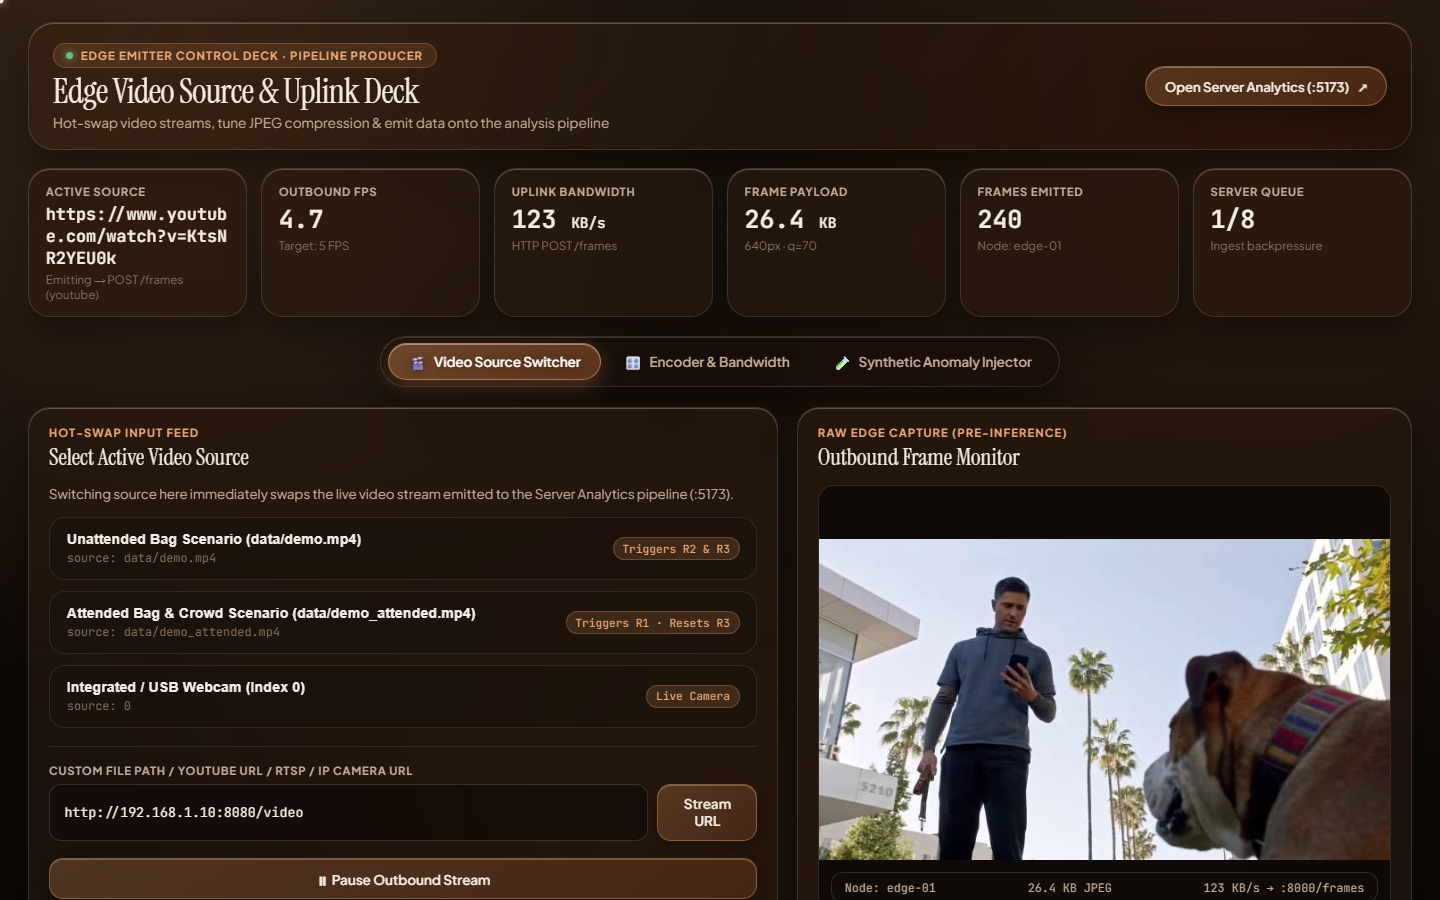 EDGE EMITTER CONTROL DECK · PIPELINE PRODUCER
Edge Video Source & Uplink Deck
Hot-swap video streams, tune JPEG compression & emit data onto the analysis pipeline
Open Server Analytics (:5173) ↗
ACTIVE SOURCE
https://www.youtub
e.com/watch?v=KtsN
R2YEU0k
Emitting → POST /frames
(youtube)
OUTBOUND FPS
4.7
Target: 5 FPS
UPLINK BANDWIDTH
123 KB/s
HTTP POST /frames
FRAME PAYLOAD
26.4 KB
640px · q=70
FRAMES EMITTED
240
Node: edge-01
SERVER QUEUE
1/8
Ingest backpressure
Video Source Switcher
Encoder & Bandwidth
Synthetic Anomaly Injector
HOT-SWAP INPUT FEED
Select Active Video Source
Switching source here immediately swaps the live video stream emitted to the Server Analytics pipeline (:5173).
Unattended Bag Scenario (data/demo.mp4)
source: data/demo.mp4
Triggers R2 & R3
Attended Bag & Crowd Scenario (data/demo_attended.mp4)
source: data/demo_attended.mp4
Triggers R1 · Resets R3
Integrated / USB Webcam (Index 0)
source: 0
Live Camera
CUSTOM FILE PATH / YOUTUBE URL / RTSP / IP CAMERA URL
http://192.168.1.10:8080/video
Stream
URL
⏸ Pause Outbound Stream
RAW EDGE CAPTURE (PRE-INFERENCE)
Outbound Frame Monitor
5210
Node: edge-01
26.4 KB JPEG
123 KB/s → :8000/frames